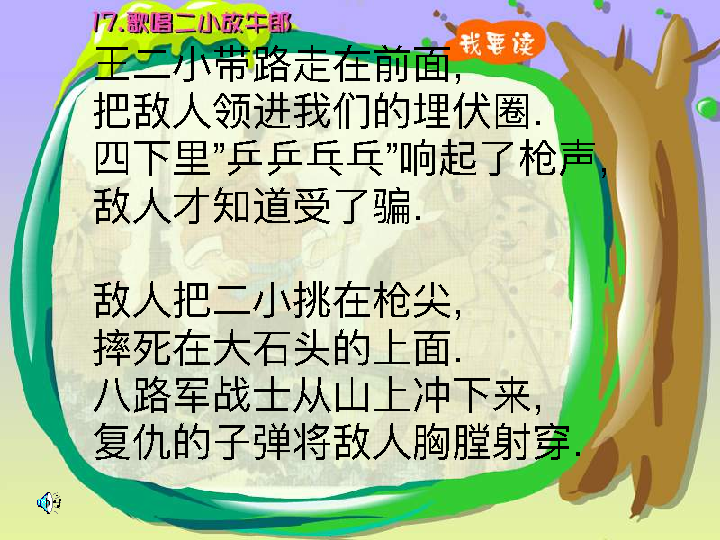 17.歌唱二小放牛郎
我要读
王二小带路走在前面,
把敌人领进我们的埋伏圈.
四下里"乒乒乓乓"响起了枪声,
敌人才知道受了骗.
敌人把二小挑在枪尖,
摔死在大石头的上面.
八路军战士从山上冲下来,
复仇的子弹将敌人胸膛射穿.